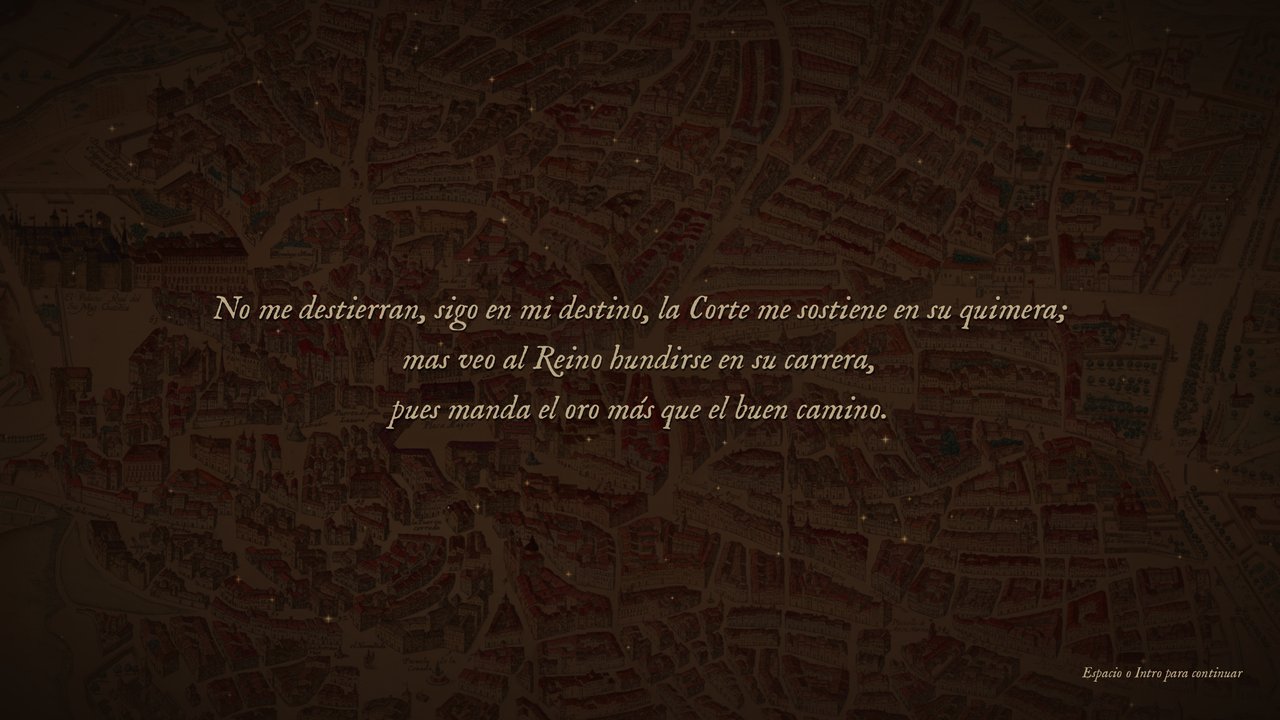 No me destierran, sigo en mi destino, la Corte me sostiene en su quimera;
mas veo al Reino hundirse en su carrera,
pues manda el oro más que el buen camino.
Espacio o Intro para continuar